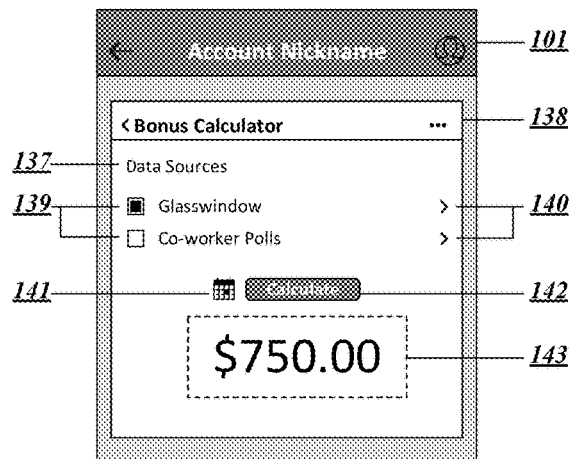 Account Nickname
101
< Bonus Calculator ...
138
137 Data Sources
139 Glasswindow > 140
Co-worker Polls >
141 Calculate 142
$750.00 143